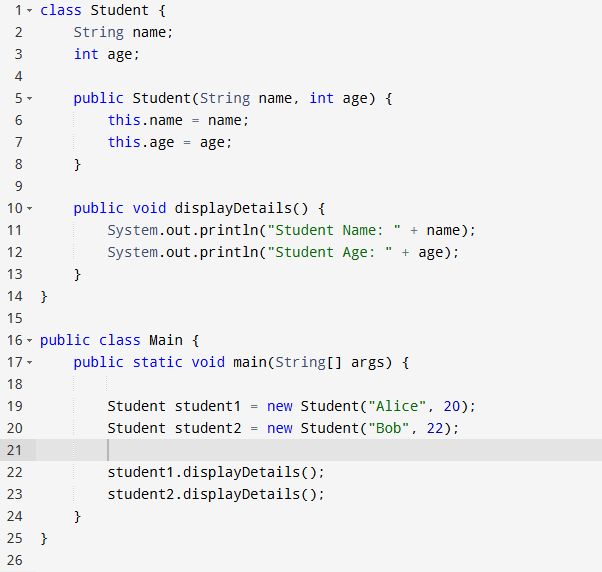 1 class Student {
2     String name;
3     int age;
4
5     public Student(String name, int age) {
6         this.name = name;
7         this.age = age;
8     }
9
10     public void displayDetails() {
11         System.out.println("Student Name: " + name);
12         System.out.println("Student Age: " + age);
13     }
14 }
15
16 public class Main {
17     public static void main(String[] args) {
18
19         Student student1 = new Student("Alice", 20);
20         Student student2 = new Student("Bob", 22);
21
22         student1.displayDetails();
23         student2.displayDetails();
24     }
25 }
26